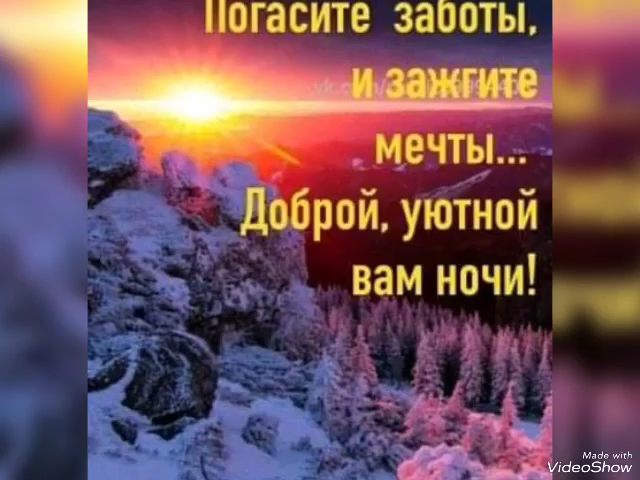 Погасите заботы,
и зажгите
мечты...
Доброй, уютной
вам ночи!
Made with
VideoShow